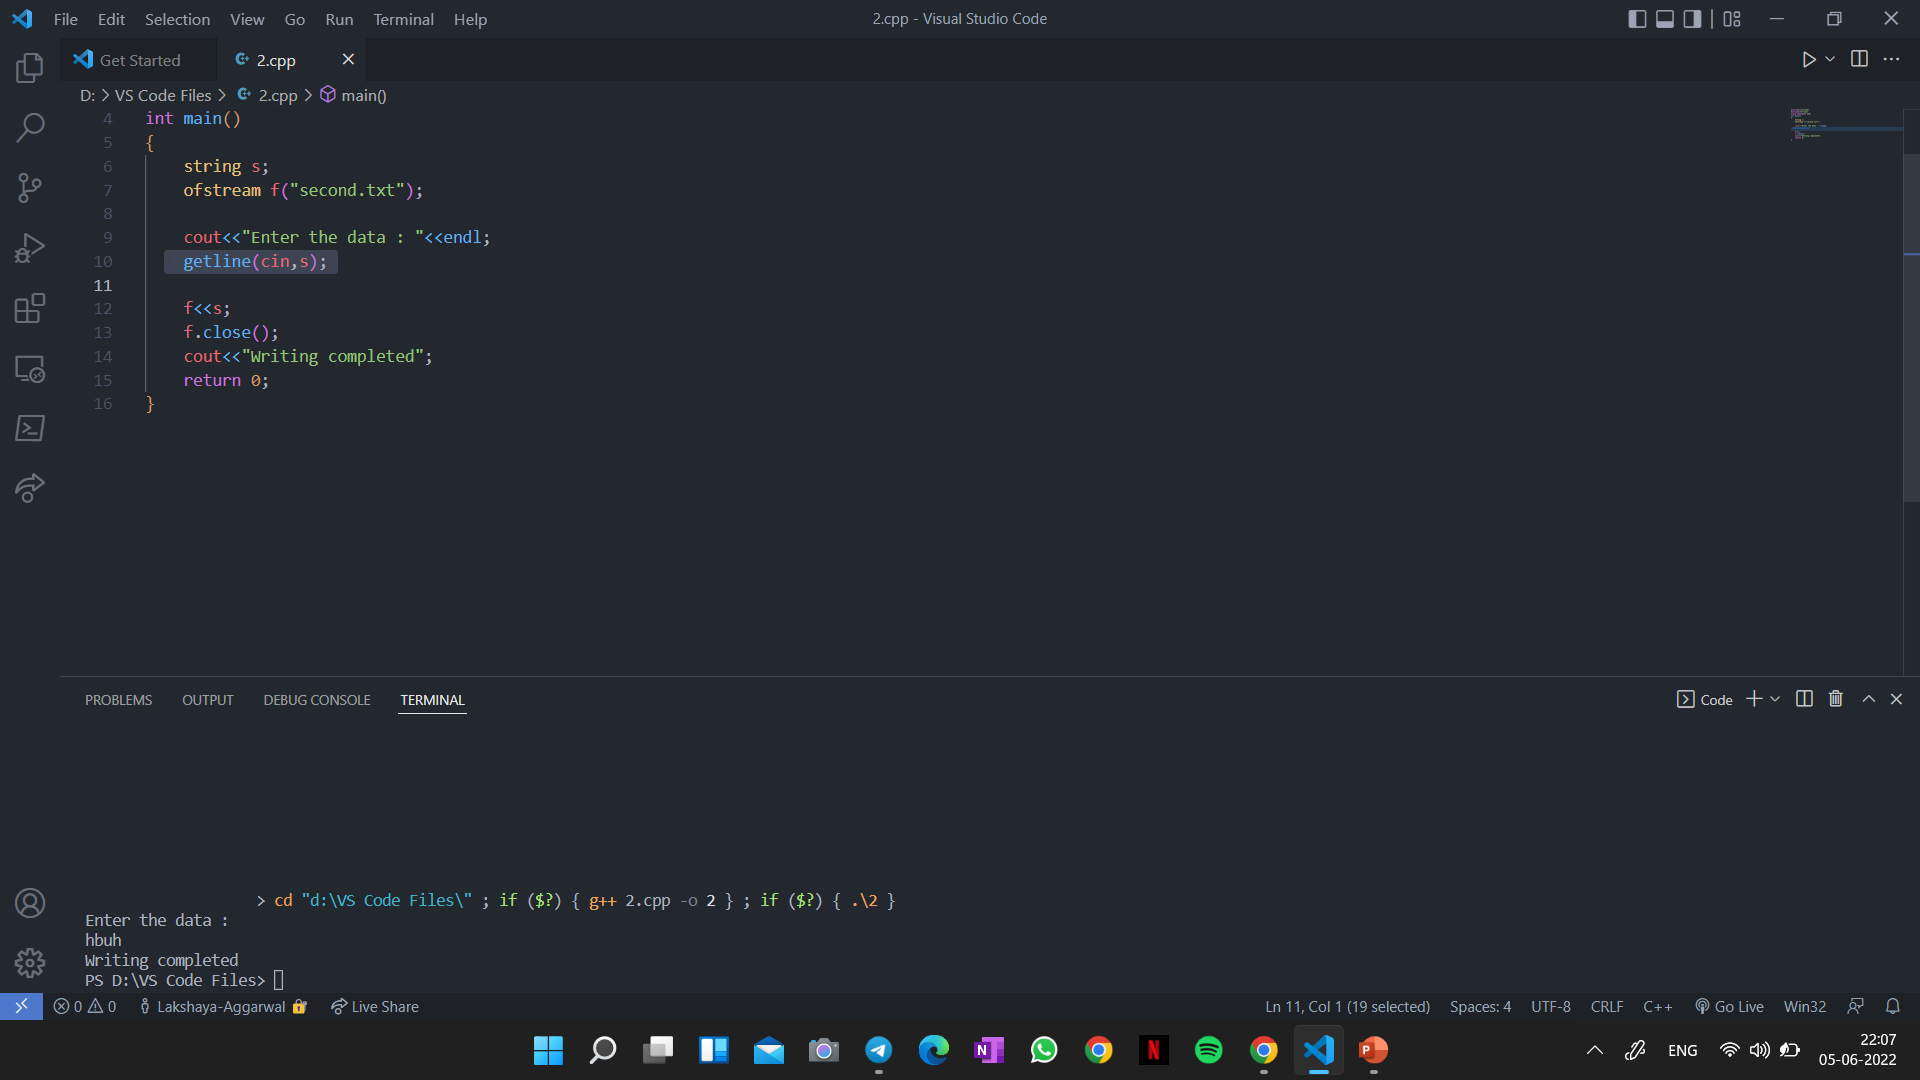 File Edit Selection View Go Run Terminal Help
2.cpp - Visual Studio Code
Get Started
2.cpp
D: > VS Code Files > 2.cpp > main()
4 int main()
5 {
6 string s;
7 ofstream f("second.txt");
8
9 cout<<"Enter the data : "<<endl;
10 getline(cin,s);
11
12 f<<s;
13 f.close();
14 cout<<"Writing completed";
15 return 0;
16 }
PROBLEMS OUTPUT DEBUG CONSOLE TERMINAL
Code
> cd "d:\VS Code Files\" ; if ($?) { g++ 2.cpp -o 2 } ; if ($?) { .\2 }
Enter the data :
hbuh
Writing completed
PS D:\VS Code Files>
0 0 Lakshaya-Aggarwal Live Share
Ln 11, Col 1 (19 selected) Spaces: 4 UTF-8 CRLF C++ Go Live Win32
N N P
ENG
22:07
05-06-2022